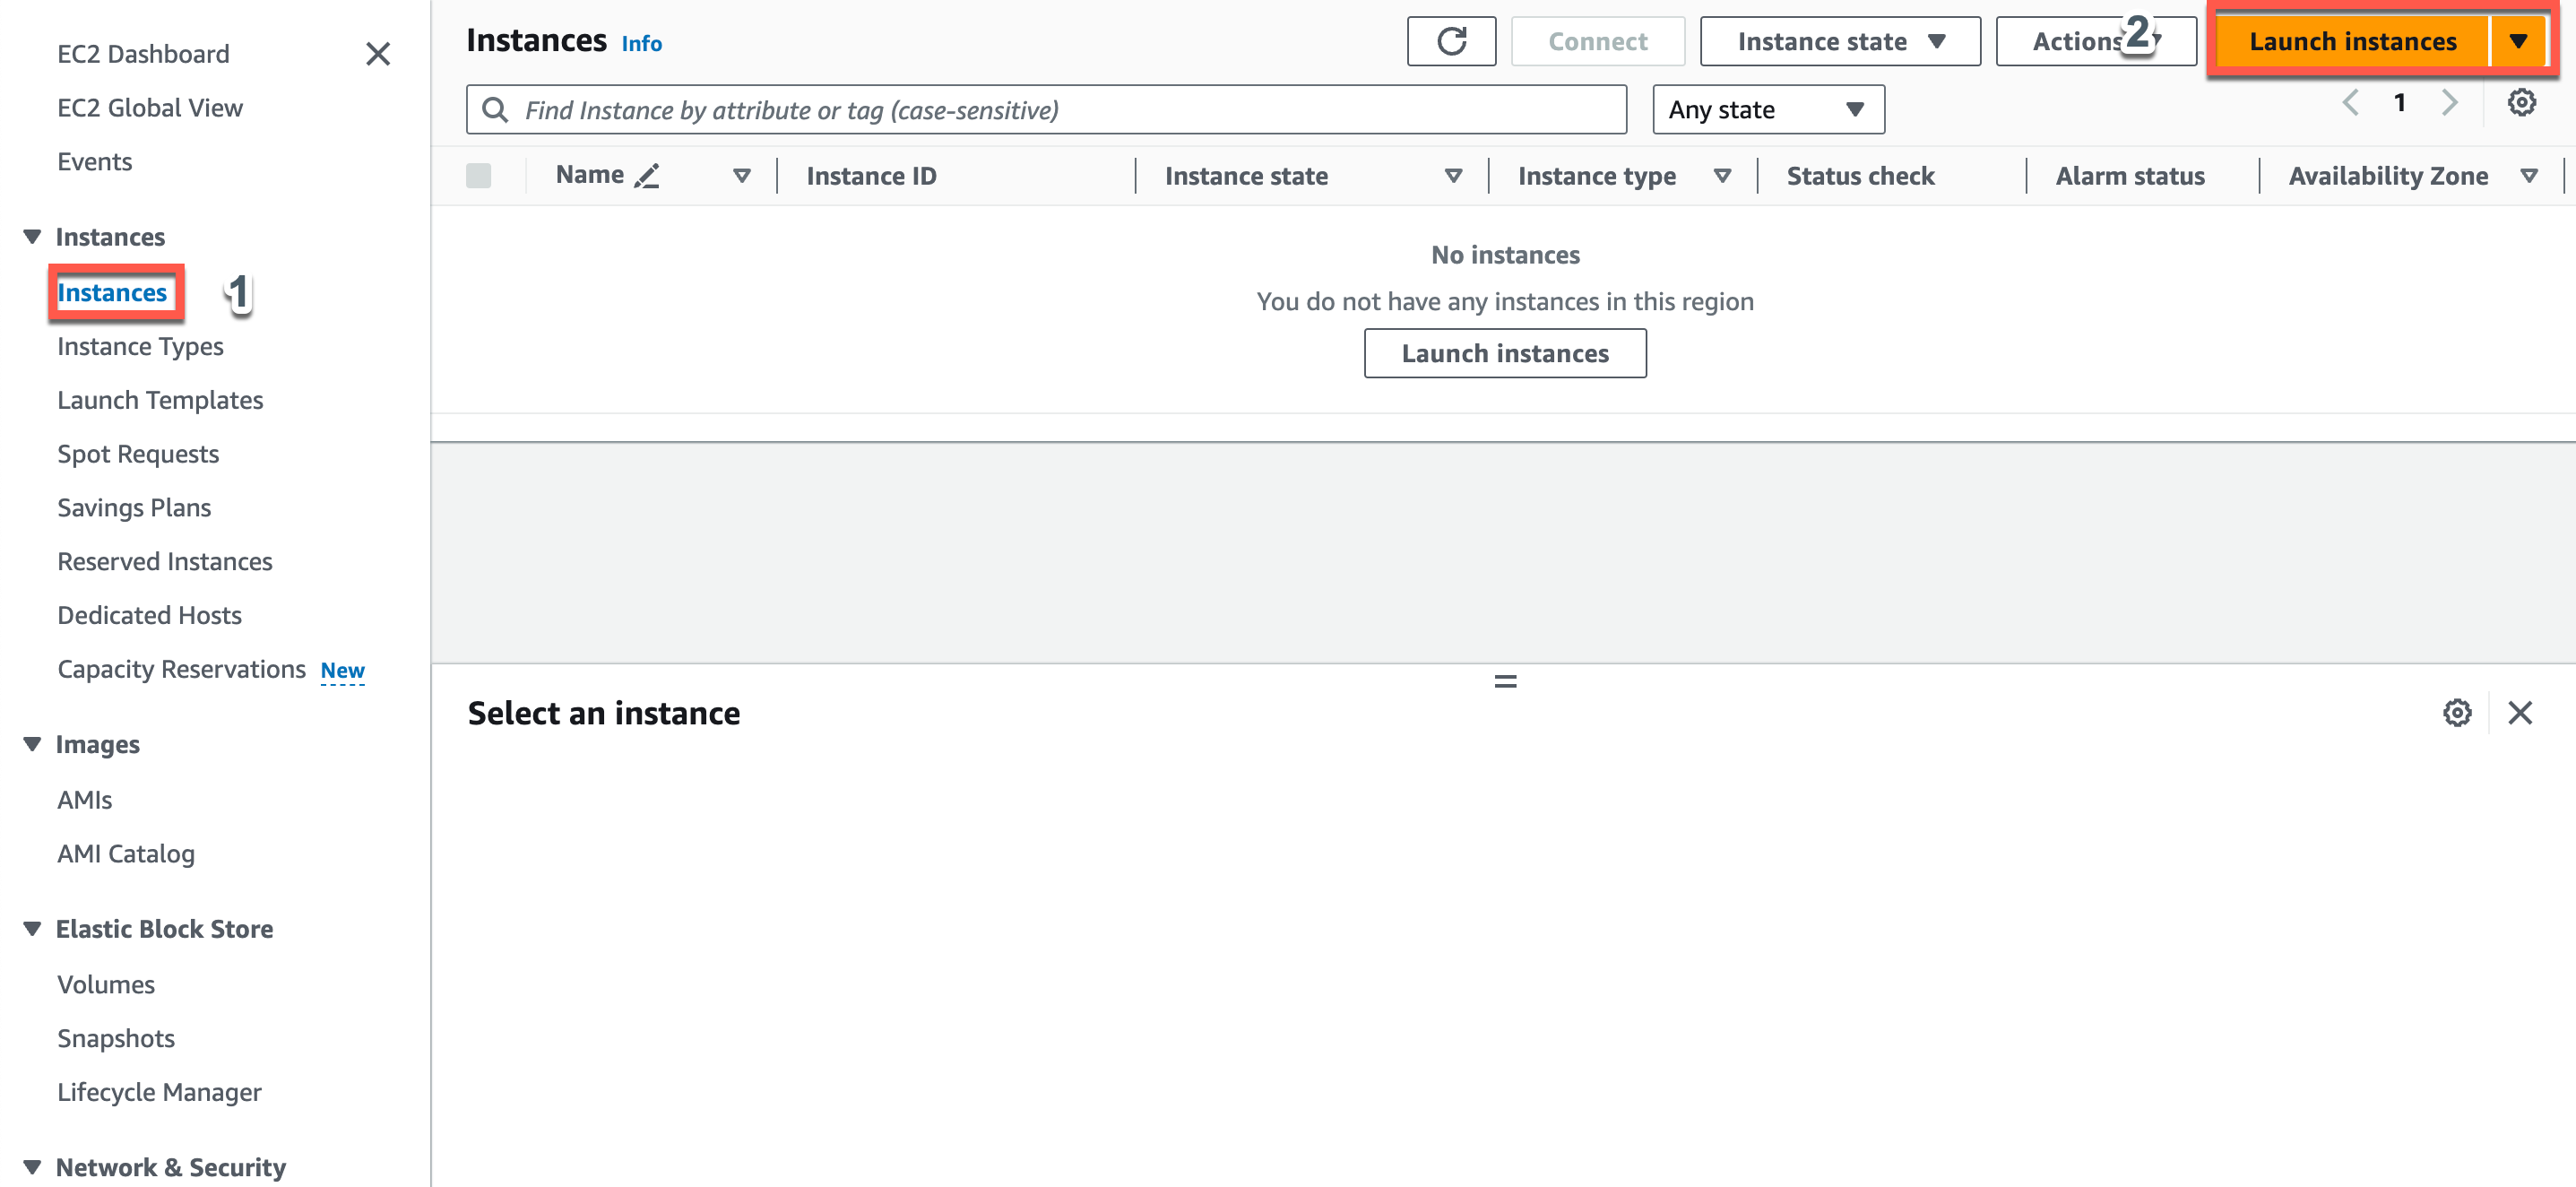 EC2 Dashboard
EC2 Global View
Events
Instances
Instances
1
Instance Types
Launch Templates
Spot Requests
Savings Plans
Reserved Instances
Dedicated Hosts
Capacity Reservations New
Images
AMIs
AMI Catalog
Elastic Block Store
Volumes
Snapshots
Lifecycle Manager
Network & Security
Instances Info
Connect
Instance state
Actions
2
Launch instances
Find Instance by attribute or tag (case-sensitive)
Any state
1
Name
Instance ID
Instance state
Instance type
Status check
Alarm status
Availability Zone
No instances
You do not have any instances in this region
Launch instances
Select an instance